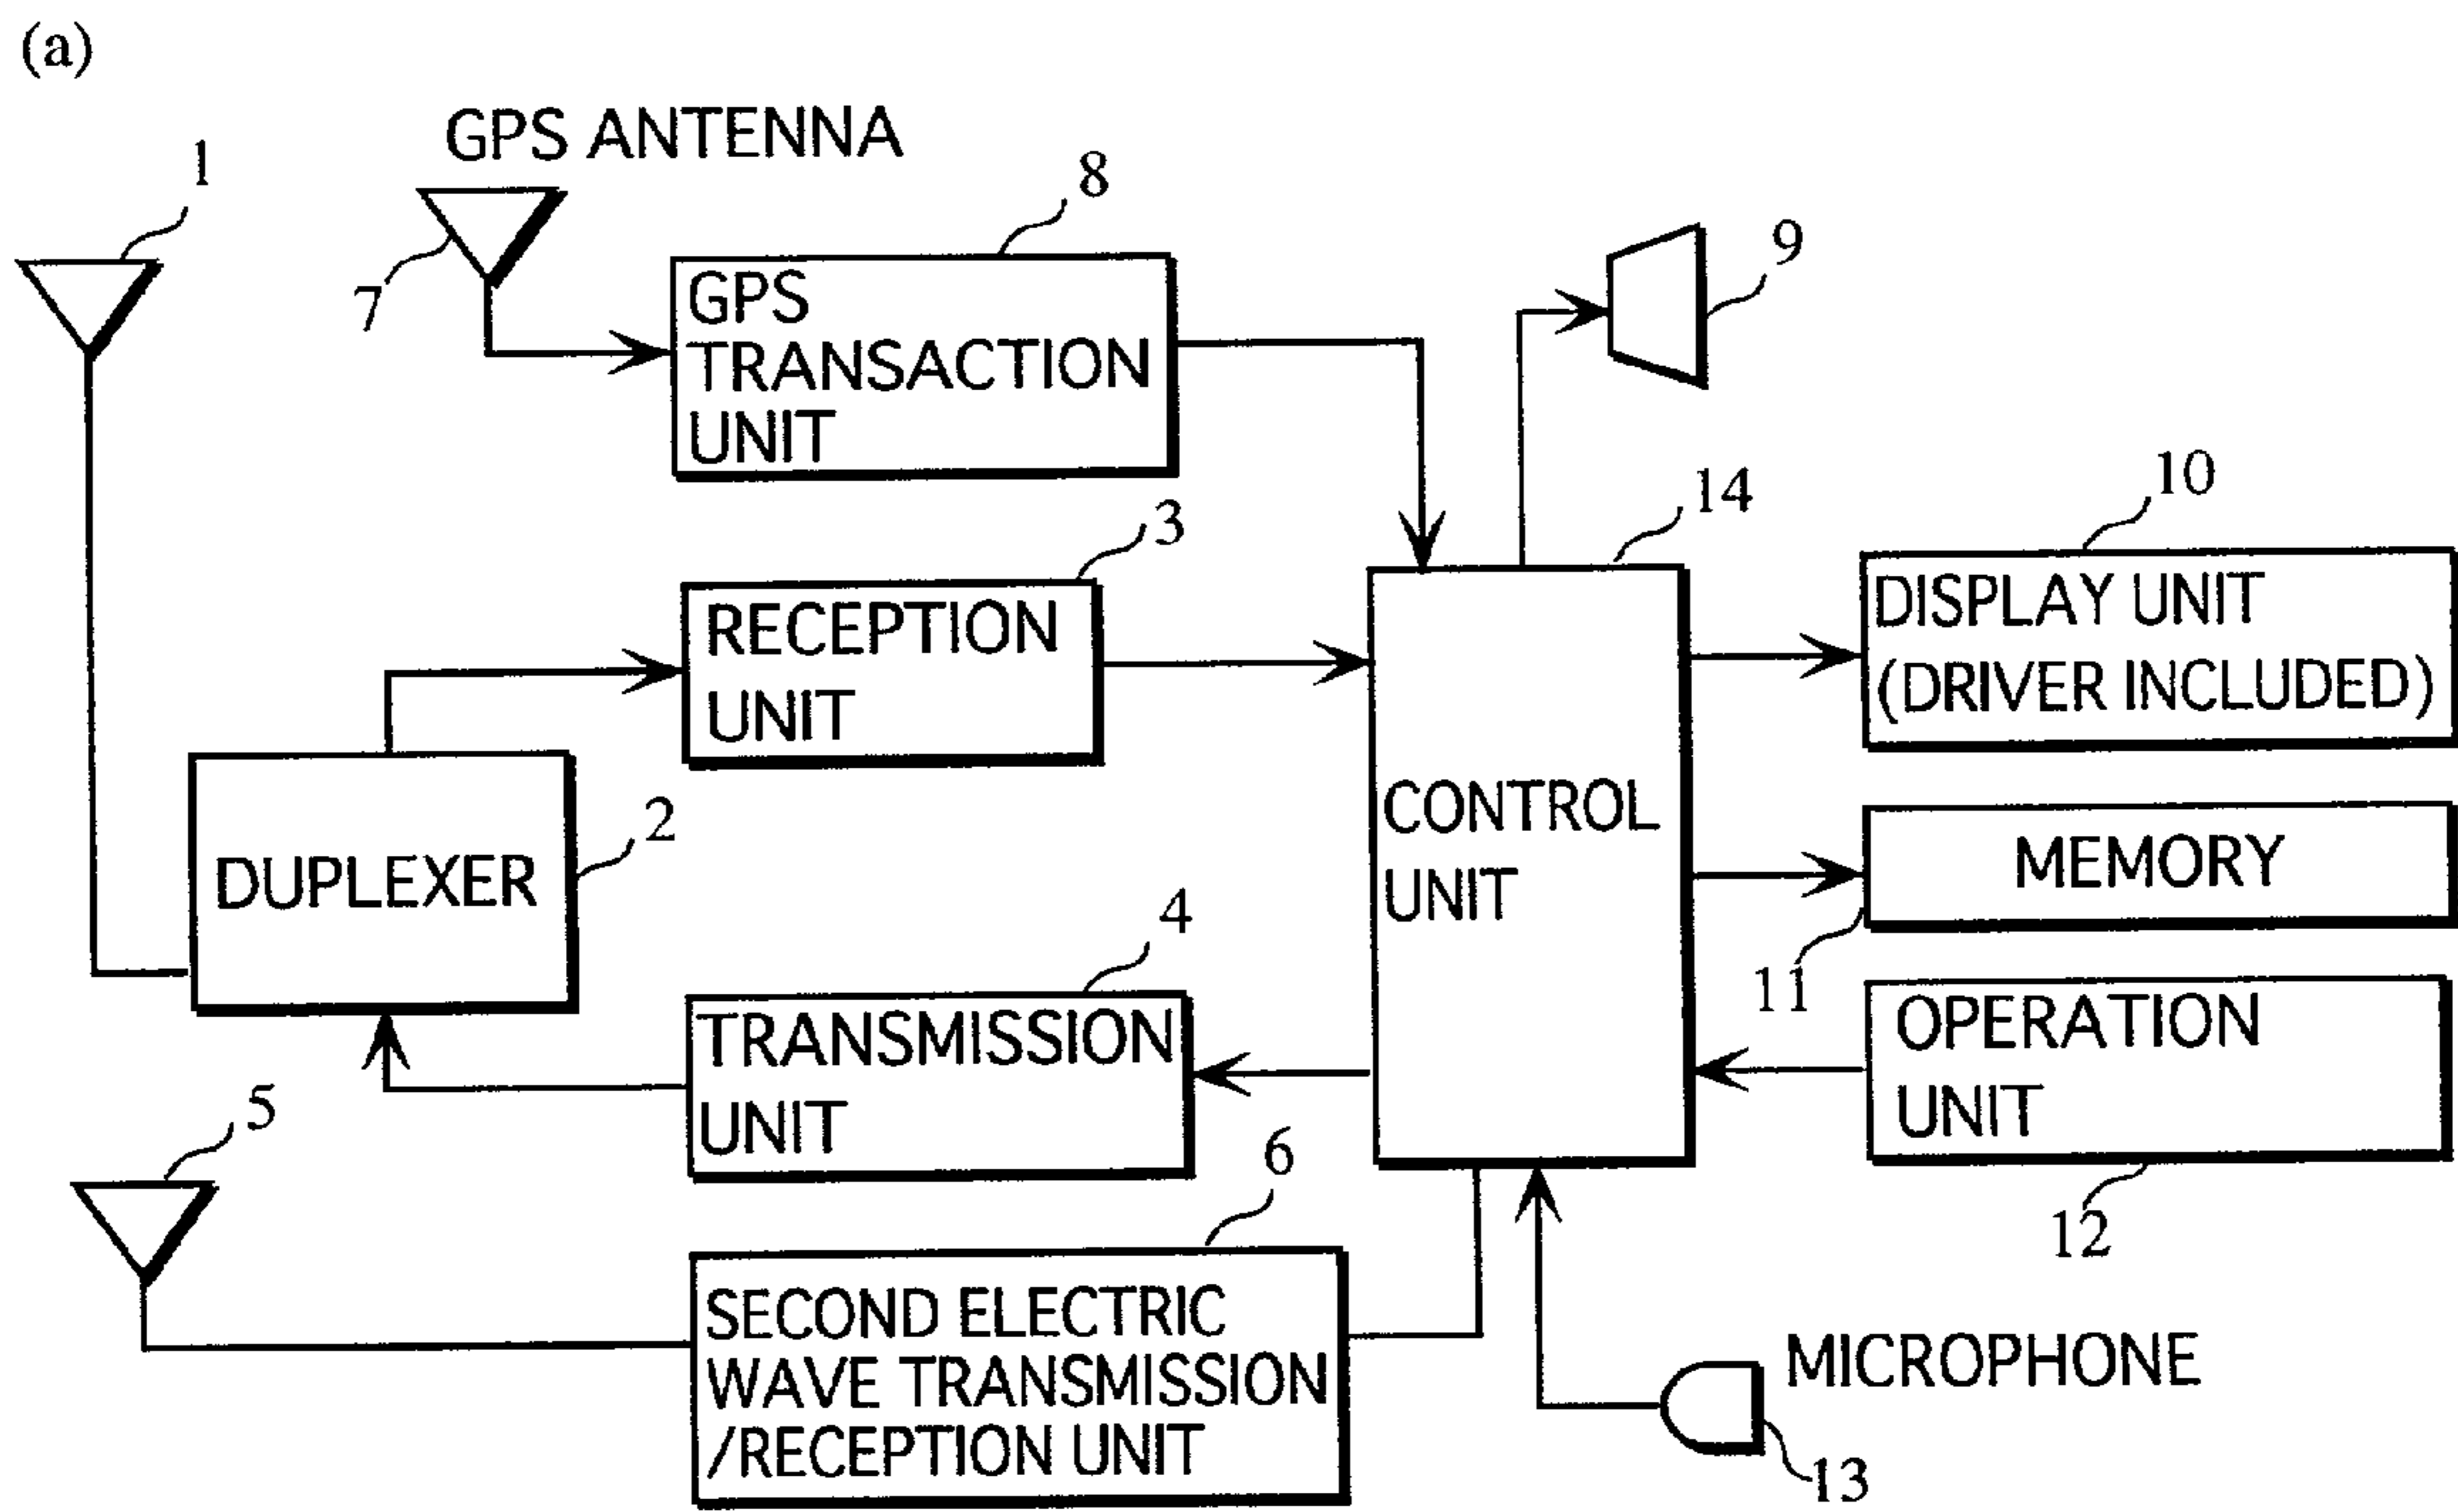 (a)
GPS ANTENNA
1
7
8
GPS
TRANSACTION
UNIT
9
14
10
3
RECEPTION
UNIT
DISPLAY UNIT
(DRIVER INCLUDED)
DUPLEXER
2
CONTROL
UNIT
MEMORY
11
4
TRANSMISSION
UNIT
OPERATION
UNIT
12
5
6
SECOND ELECTRIC
WAVE TRANSMISSION
/RECEPTION UNIT
MICROPHONE
13